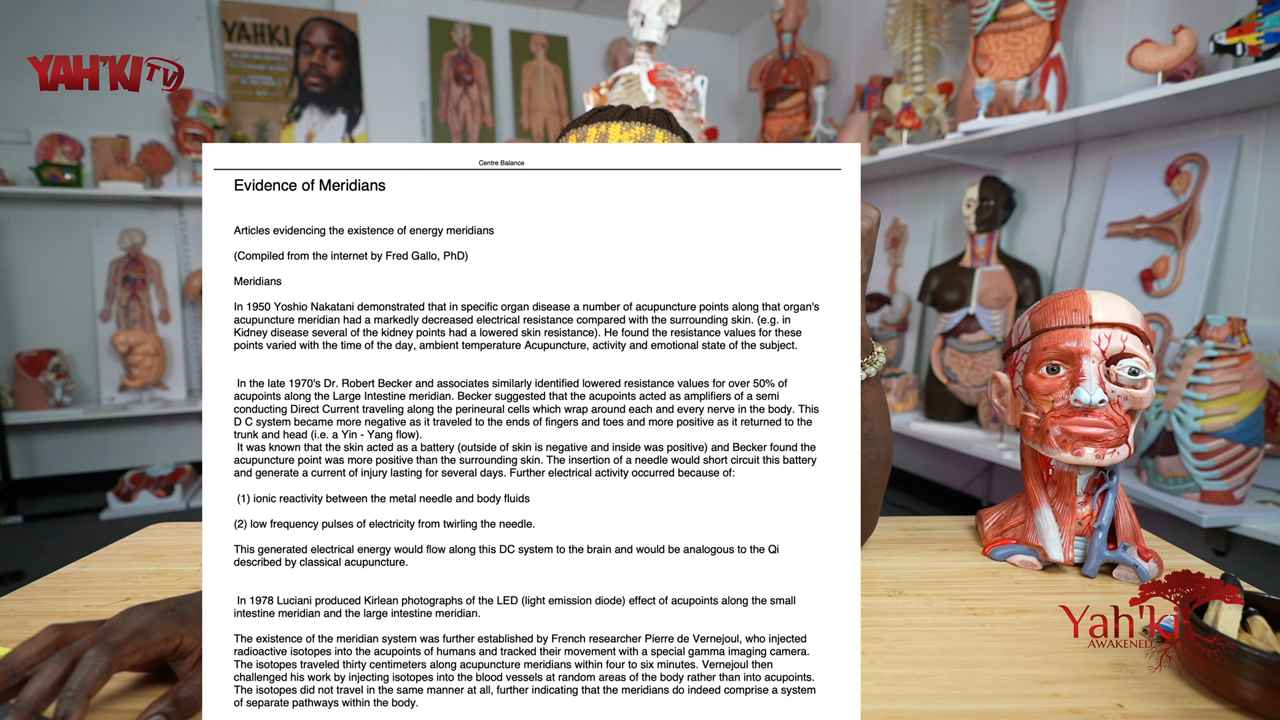 YAH'KI TV
YAHKI
Centre Balance
Evidence of Meridians
Articles evidencing the existence of energy meridians
(Compiled from the internet by Fred Gallo, PhD)
Meridians
In 1950 Yoshio Nakatani demonstrated that in specific organ disease a number of acupuncture points along that organ's
acupuncture meridian had a markedly decreased electrical resistance compared with the surrounding skin. (e.g. in
Kidney disease several of the kidney points had a lowered skin resistance). He found the resistance values for these
points varied with the time of the day, ambient temperature Acupuncture, activity and emotional state of the subject.
In the late 1970's Dr. Robert Becker and associates similarly identified lowered resistance values for over 50% of
acupoints along the Large Intestine meridian. Becker suggested that the acupoints acted as amplifiers of a semi
conducting Direct Current traveling along the perineural cells which wrap around each and every nerve in the body. This
D C system became more negative as it traveled to the ends of fingers and toes and more positive as it returned to the
trunk and head (i.e. a Yin - Yang flow).
It was known that the skin acted as a battery (outside of skin is negative and inside was positive) and Becker found the
acupuncture point was more positive than the surrounding skin. The insertion of a needle would short circuit this battery
and generate a current of injury lasting for several days. Further electrical activity occurred because of:
(1) ionic reactivity between the metal needle and body fluids
(2) low frequency pulses of electricity from twirling the needle.
This generated electrical energy would flow along this DC system to the brain and would be analogous to the Qi
described by classical acupuncture.
In 1978 Luciani produced Kirlean photographs of the LED (light emission diode) effect of acupoints along the small
intestine meridian and the large intestine meridian.
The existence of the meridian system was further established by French researcher Pierre de Vernejoul, who injected
radioactive isotopes into the acupoints of humans and tracked their movement with a special gamma imaging camera.
The isotopes traveled thirty centimeters along acupuncture meridians within four to six minutes. Vernejoul then
challenged his work by injecting isotopes into the blood vessels at random areas of the body rather than into acupoints.
The isotopes did not travel in the same manner at all, further indicating that the meridians do indeed comprise a system
of separate pathways within the body.
Yah'ki
AWAKENED